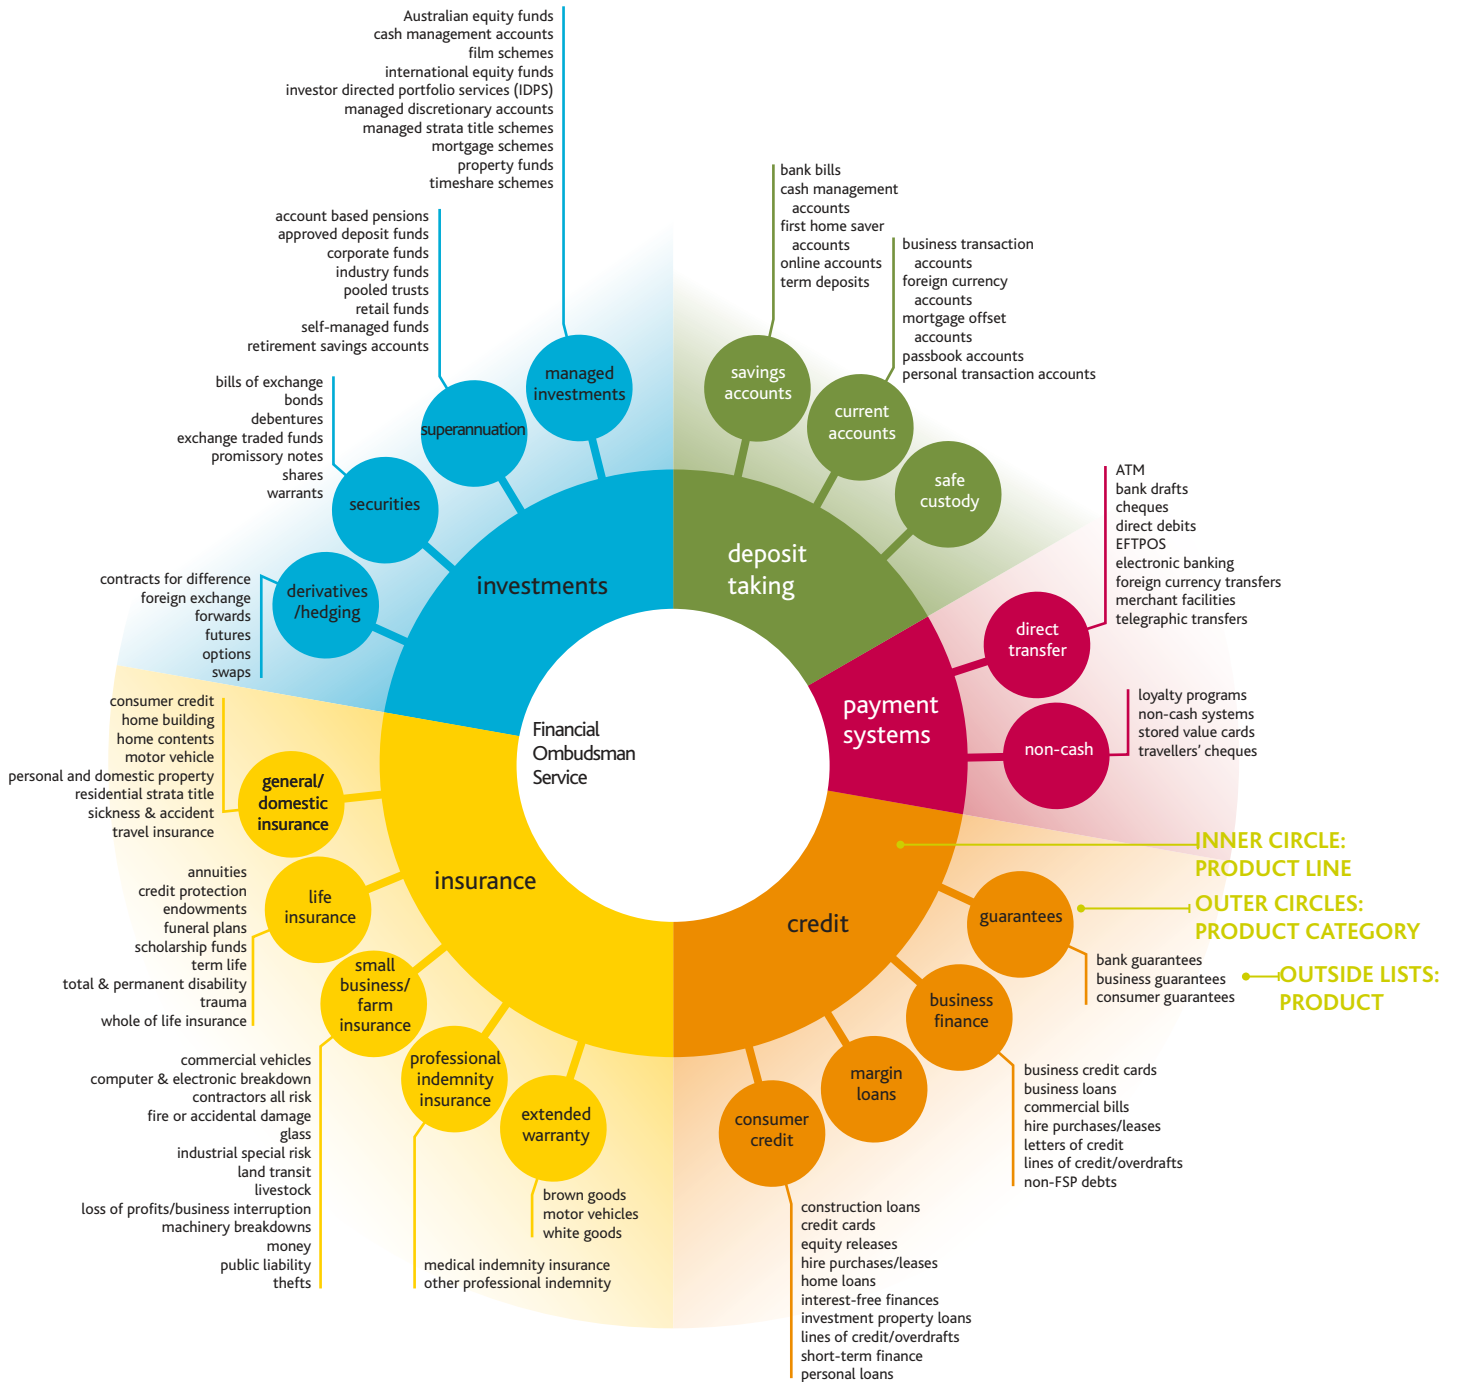 Australian equity funds
cash management accounts
film schemes
international equity funds
investor directed portfolio services (IDPS)
managed discretionary accounts
managed strata title schemes
mortgage schemes
property funds
timeshare schemes
account based pensions
approved deposit funds
corporate funds
industry funds
pooled trusts
retail funds
self-managed funds
retirement savings accounts
bills of exchange
bonds
debentures
exchange traded funds
promissory notes
shares
warrants
contracts for difference
foreign exchange
forwards
futures
options
swaps
managed
investments
superannuation
securities
derivatives
/hedging
investments
bank bills
cash management
accounts
first home saver
accounts
online accounts
term deposits
business transaction
accounts
foreign currency
accounts
mortgage offset
accounts
passbook accounts
personal transaction accounts
savings
accounts
current
accounts
safe
custody
deposit
taking
ATM
bank drafts
cheques
direct debits
EFTPOS
electronic banking
foreign currency transfers
merchant facilities
telegraphic transfers
direct
transfer
loyalty programs
non-cash systems
stored value cards
travellers' cheques
non-cash
payment
systems
Financial
Ombudsman
Service
consumer credit
home building
home contents
motor vehicle
personal and domestic property
residential strata title
sickness & accident
travel insurance
general/
domestic
insurance
annuities
credit protection
endowments
funeral plans
scholarship funds
term life
total & permanent disability
trauma
whole of life insurance
life
insurance
insurance
small
business/
farm
insurance
commercial vehicles
computer & electronic breakdown
contractors all risk
fire or accidental damage
glass
industrial special risk
land transit
livestock
loss of profits/business interruption
machinery breakdowns
money
public liability
thefts
professional
indemnity
insurance
medical indemnity insurance
other professional indemnity
extended
warranty
brown goods
motor vehicles
white goods
credit
INNER CIRCLE:
PRODUCT LINE
OUTER CIRCLES:
PRODUCT CATEGORY
OUTSIDE LISTS:
PRODUCT
guarantees
bank guarantees
business guarantees
consumer guarantees
business
finance
business credit cards
business loans
commercial bills
hire purchases/leases
letters of credit
lines of credit/overdrafts
non-FSP debts
margin
loans
consumer
credit
construction loans
credit cards
equity releases
hire purchases/leases
home loans
interest-free finances
investment property loans
lines of credit/overdrafts
short-term finance
personal loans